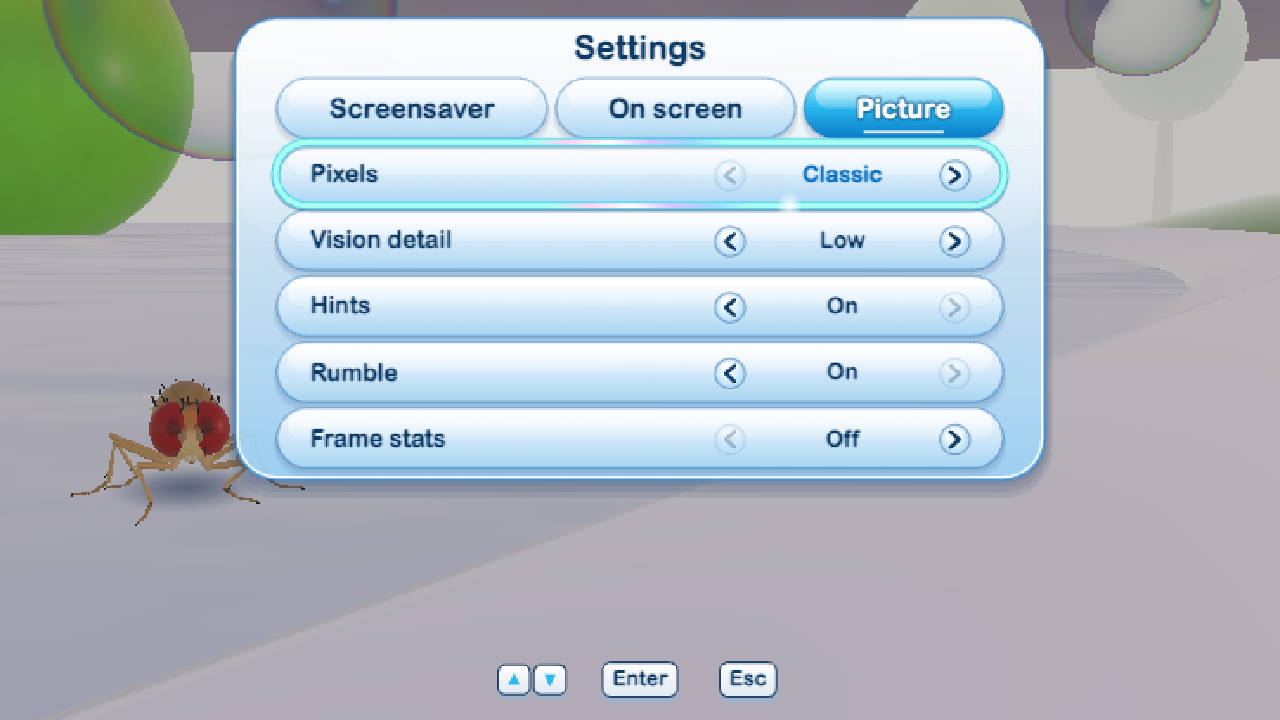 Settings
Screensaver On screen Picture
Pixels Classic
Vision detail Low
Hints On
Rumble On
Frame stats Off
Enter Esc